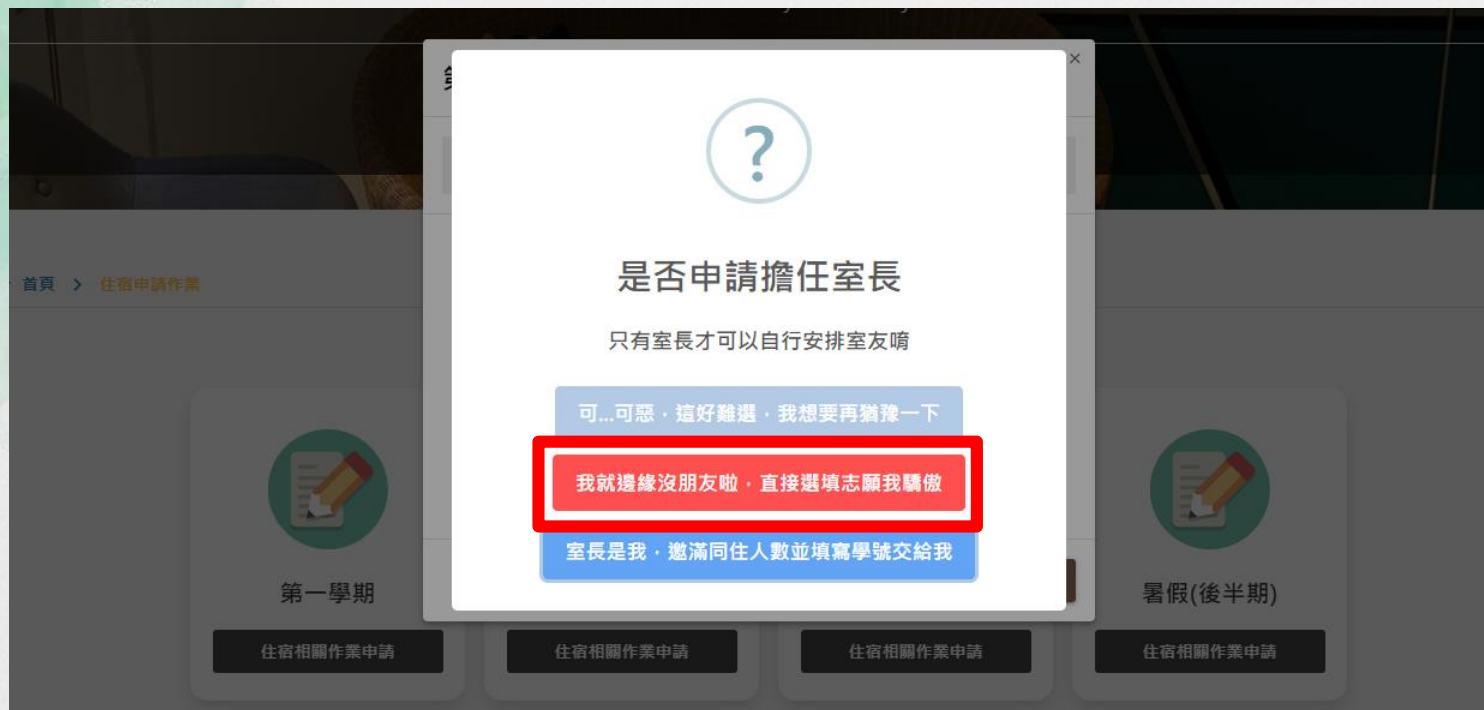 ×
?
是否申請擔任室長
只有室長才可以自行安排室友唷
首頁 > 住宿申請作業
可...可惡，這好難選，我想要再猶豫一下
我就邊緣沒朋友啦，直接選填志願我驕傲
室長是我，邀滿同住人數並填寫學號交給我
第一學期
暑假(後半期)
住宿相關作業申請
住宿相關作業申請
住宿相關作業申請
住宿相關作業申請